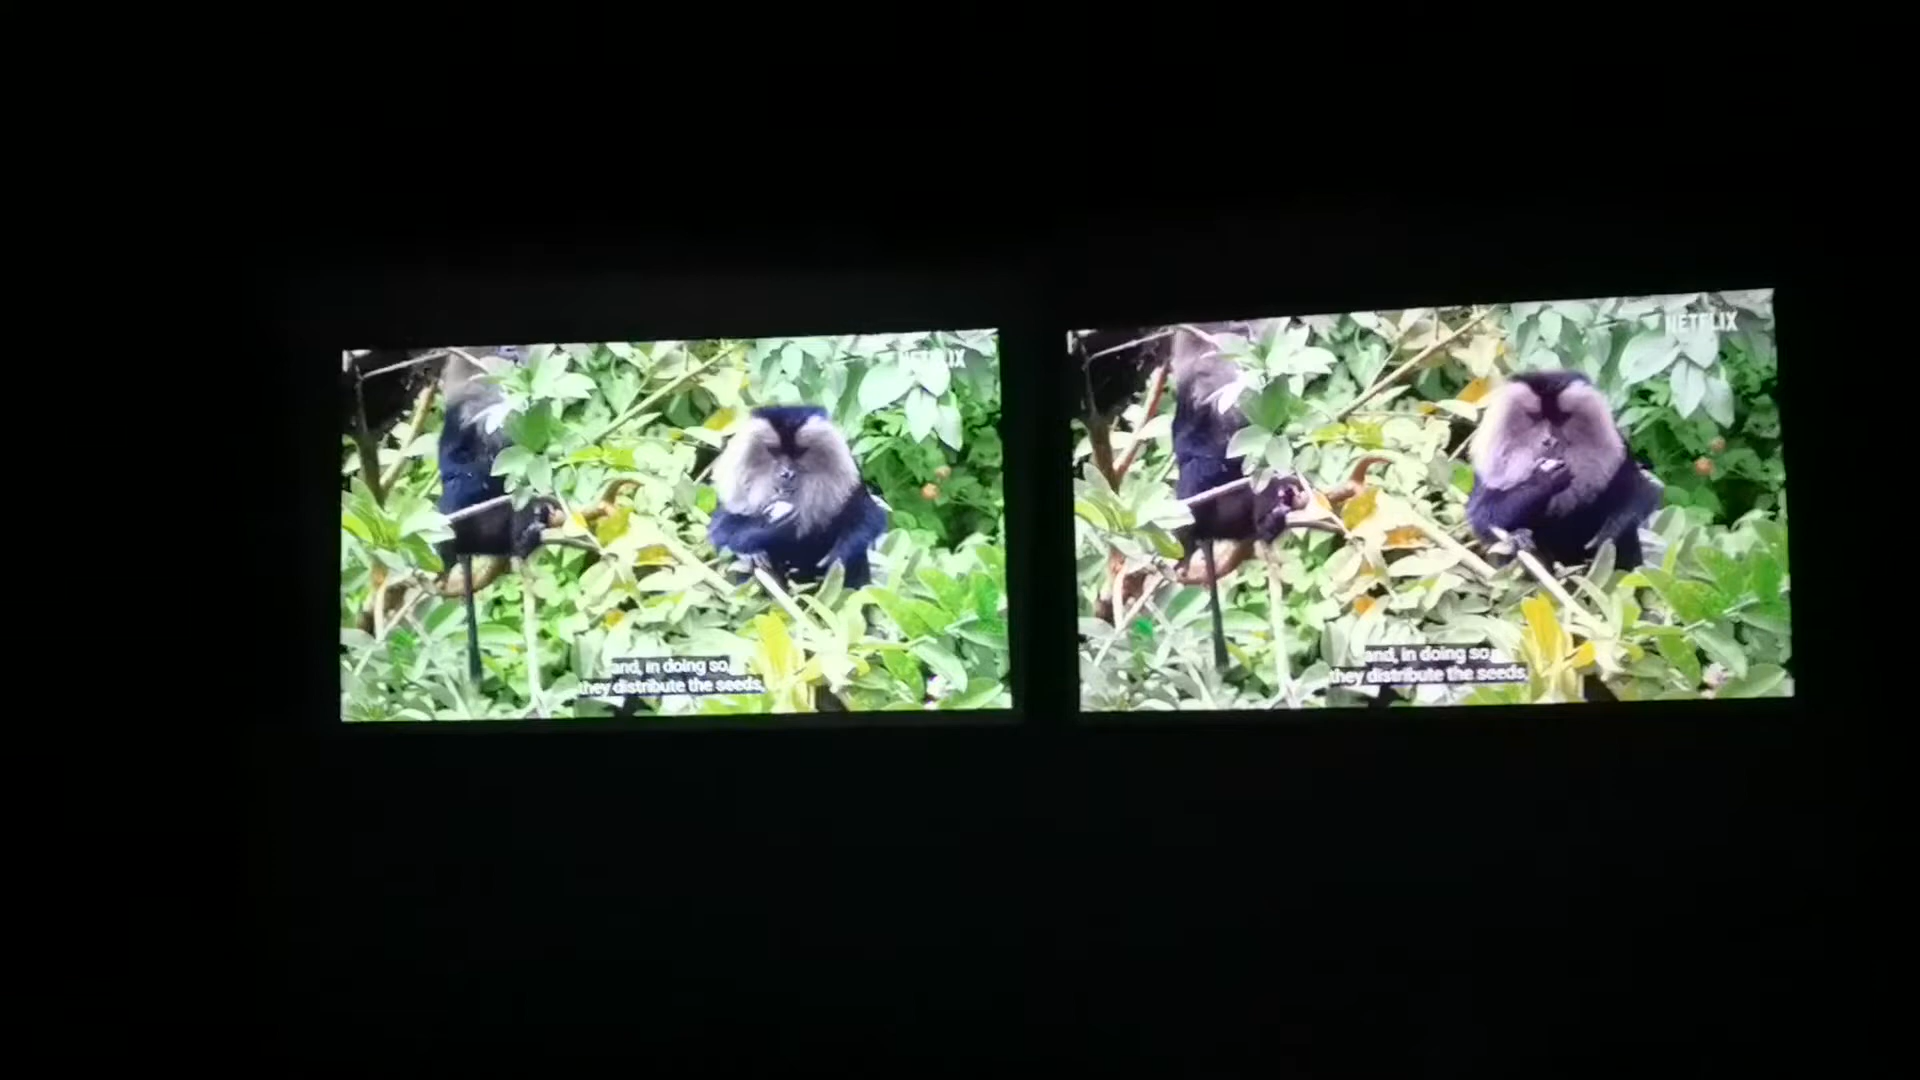 NETFLIX
and, in doing so,
they distribute the seeds,
NETFLIX
and, in doing so,
they distribute the seeds,